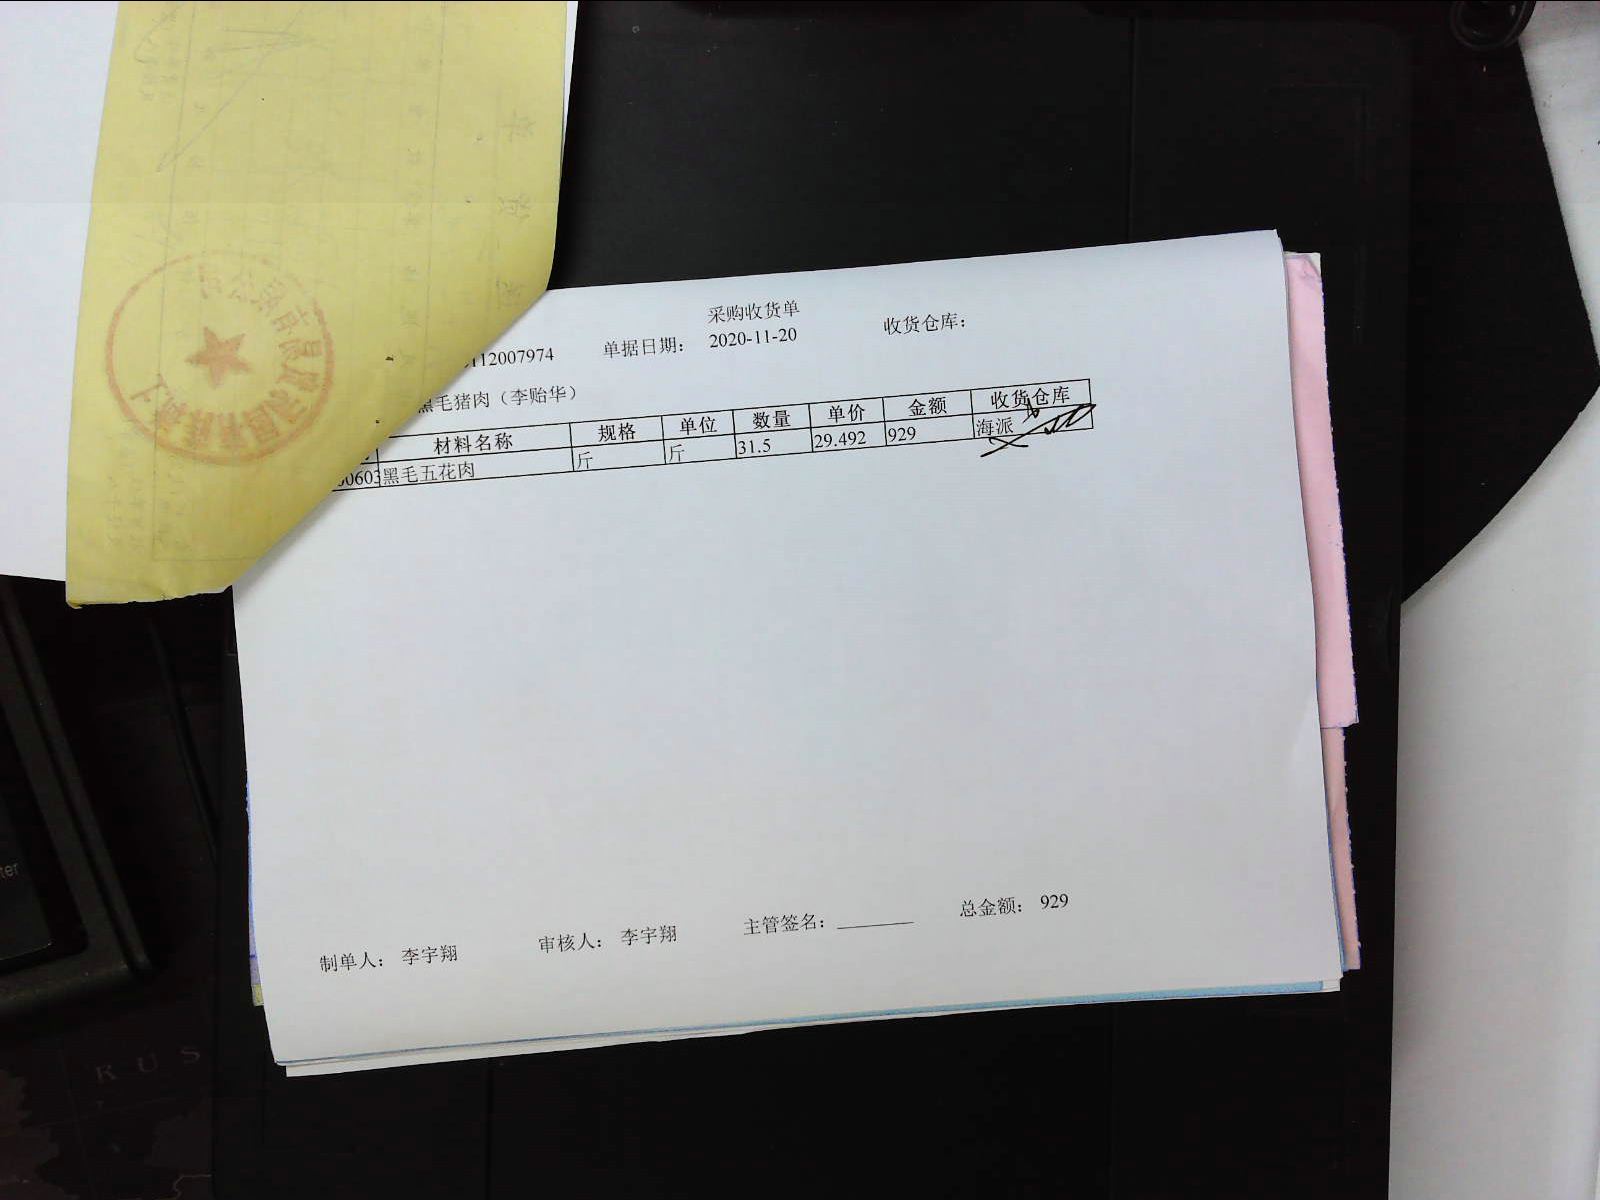 采购收货单
112007974 单据日期： 2020-11-20 收货仓库：
黑毛猪肉（李贻华）
材料名称 规格 单位 数量 单价 金额 收货仓库
00603 黑毛五花肉 斤 斤 31.5 29.492 929 海派
制单人： 李宇翔 审核人： 李宇翔 主管签名： 总金额： 929
RUS